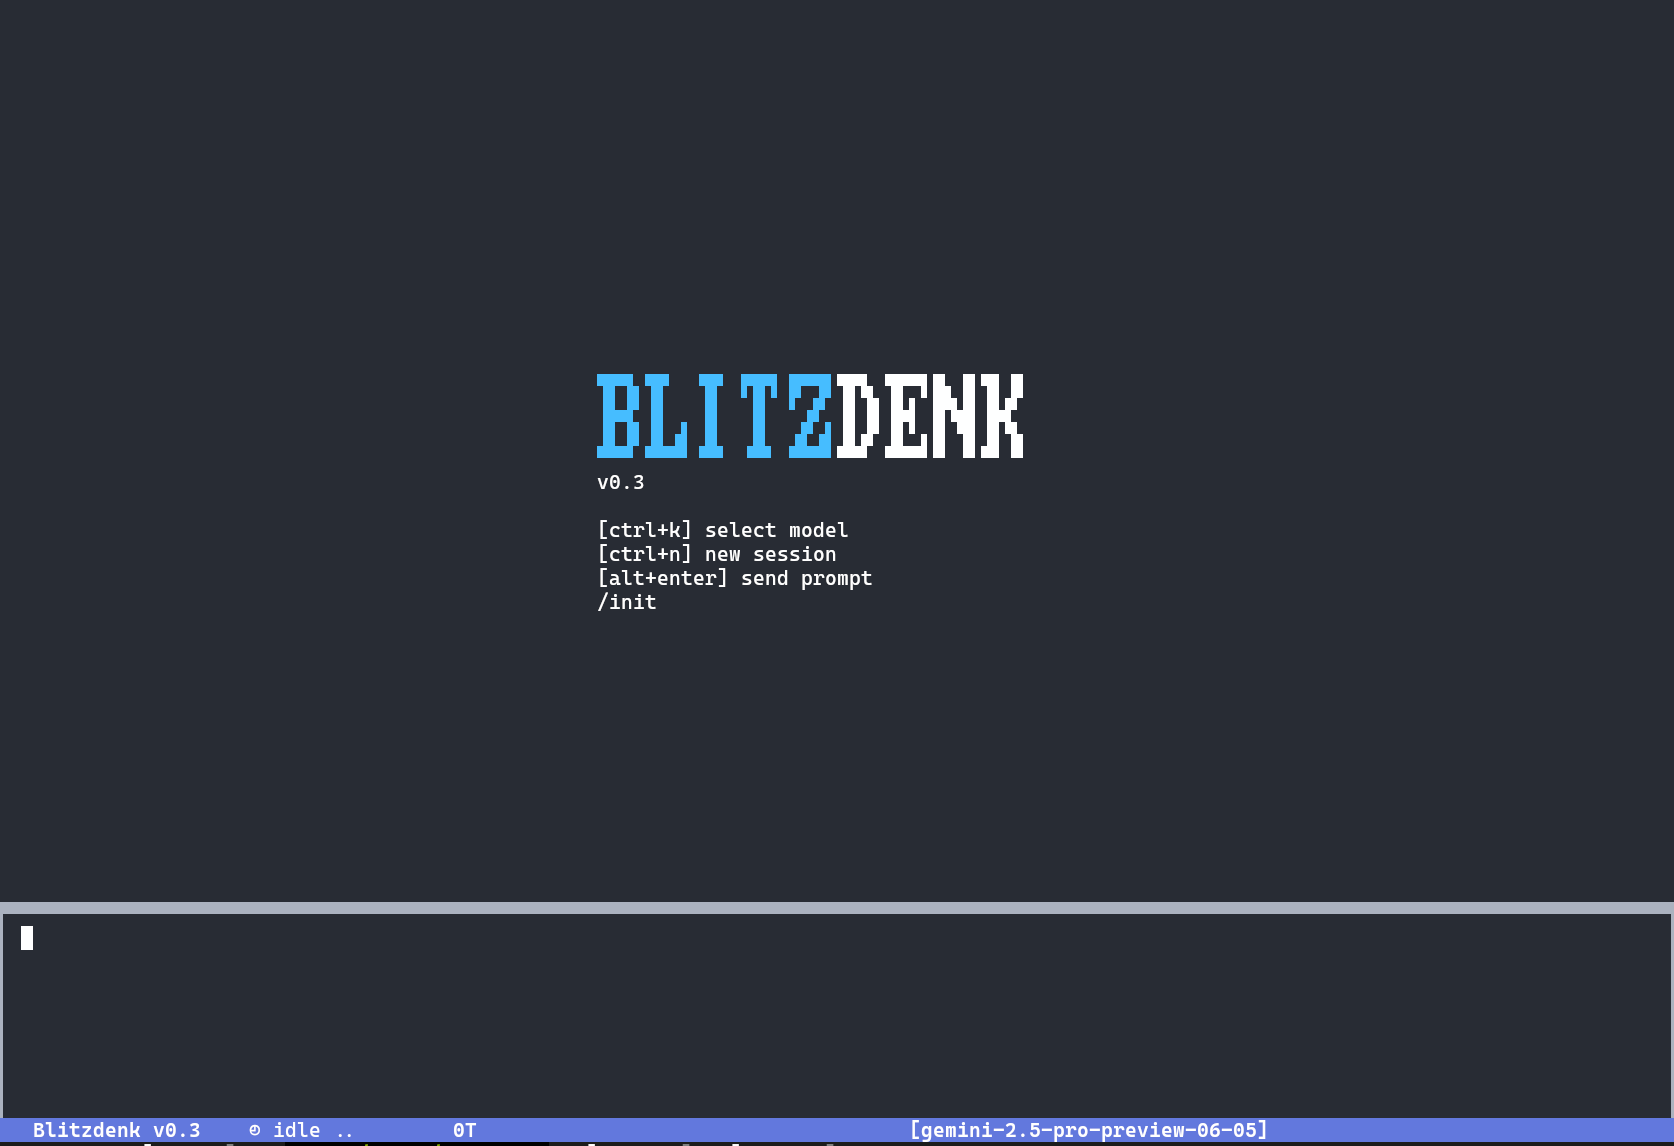 BLITZDENK
v0.3
[ctrl+k] select model
[ctrl+n] new session
[alt+enter] send prompt
/init
Blitzdenk v0.3 ◴ idle .. 0T [gemini-2.5-pro-preview-06-05]